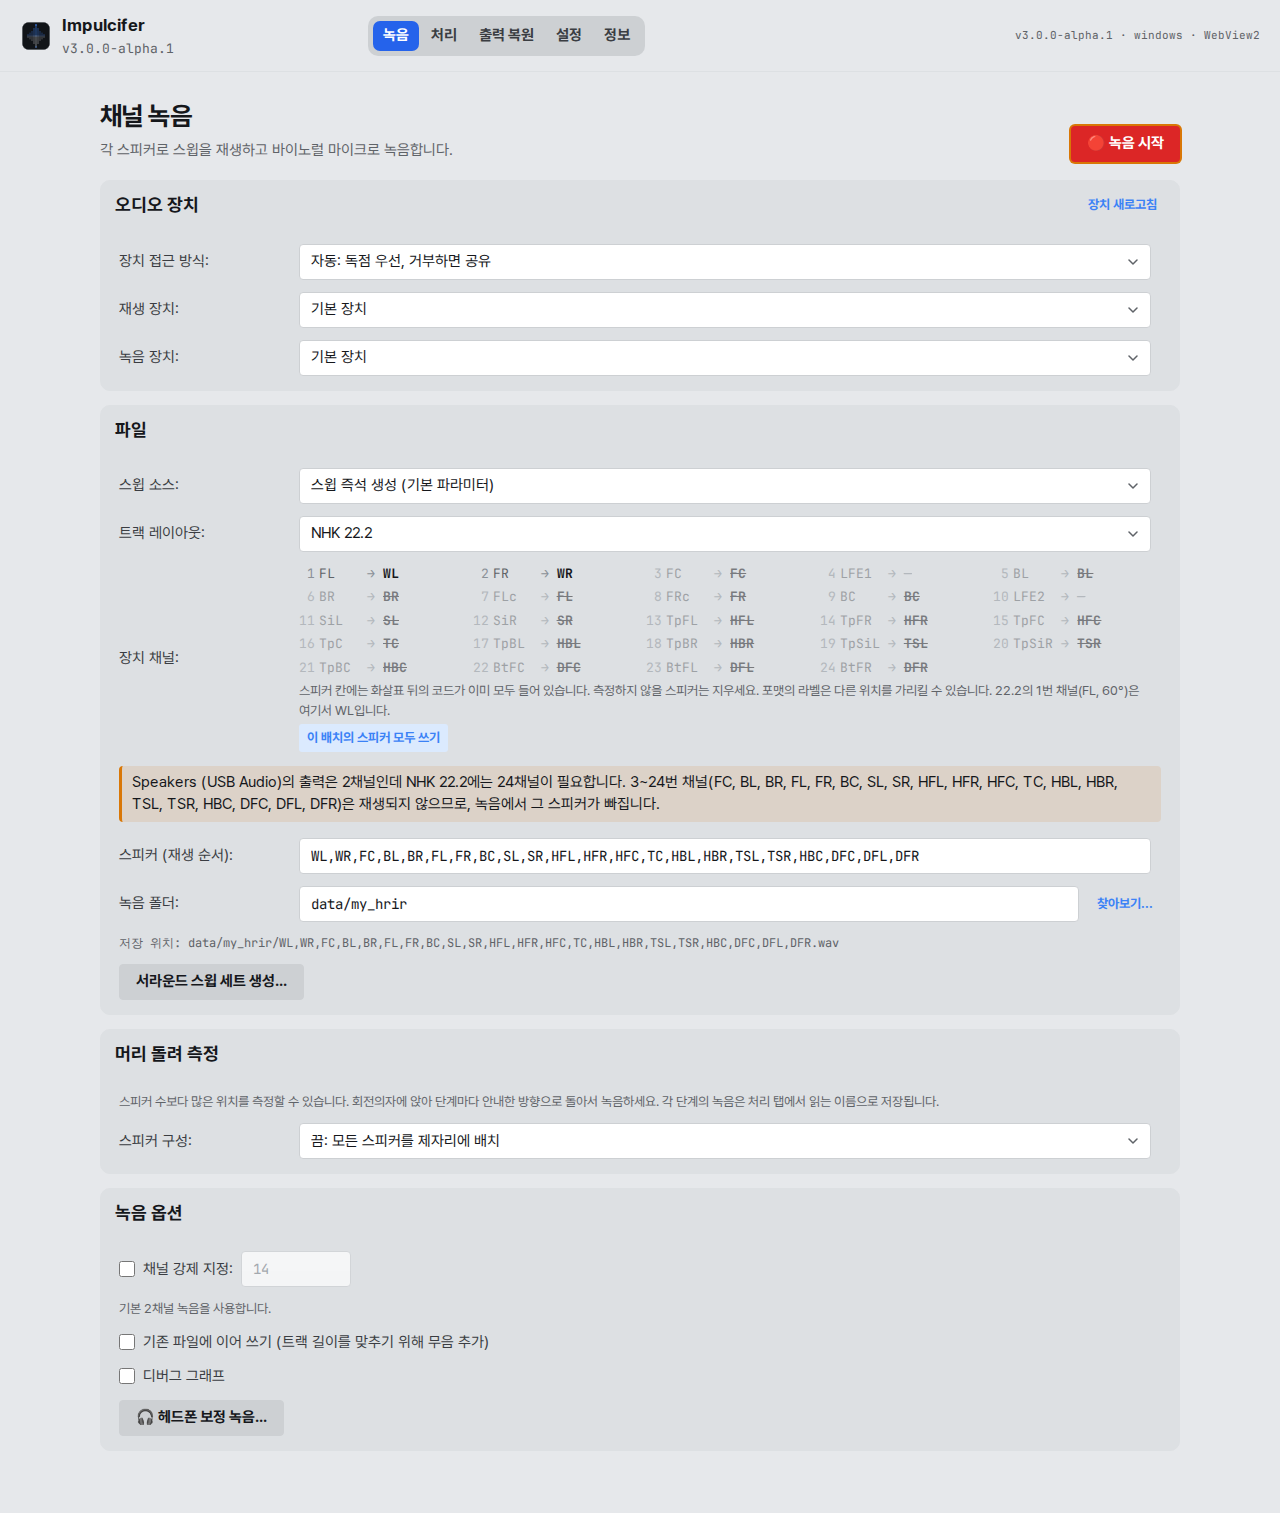 Impulcifer
v3.0.0-alpha.1
녹음 처리 출력 복원 설정 정보
v3.0.0-alpha.1 · windows · WebView2
채널 녹음
각 스피커로 스윕을 재생하고 바이노럴 마이크로 녹음합니다.
🔴 녹음 시작
오디오 장치
장치 새로고침
장치 접근 방식: 자동: 독점 우선, 거부하면 공유
재생 장치: 기본 장치
녹음 장치: 기본 장치
파일
스윕 소스: 스윕 즉석 생성 (기본 파라미터)
트랙 레이아웃: NHK 22.2
장치 채널:
1 FL → WL 2 FR → WR 3 FC → FC 4 LFE1 → — 5 BL → BL
6 BR → BR 7 FLc → FL 8 FRc → FR 9 BC → BC 10 LFE2 → —
11 SiL → SL 12 SiR → SR 13 TpFL → HFL 14 TpFR → HFR 15 TpFC → HFC
16 TpC → TC 17 TpBL → HBL 18 TpBR → HBR 19 TpSiL → TSL 20 TpSiR → TSR
21 TpBC → HBC 22 BtFC → DFC 23 BtFL → DFL 24 BtFR → DFR
스피커 칸에는 화살표 뒤의 코드가 이미 모두 들어 있습니다. 측정하지 않을 스피커는 지우세요. 포맷의 라벨은 다른 위치를 가리킬 수 있습니다. 22.2의 1번 채널(FL, 60°)은
여기서 WL입니다.
이 배치의 스피커 모두 쓰기
Speakers (USB Audio)의 출력은 2채널인데 NHK 22.2에는 24채널이 필요합니다. 3~24번 채널(FC, BL, BR, FL, FR, BC, SL, SR, HFL, HFR, HFC, TC, HBL, HBR,
TSL, TSR, HBC, DFC, DFL, DFR)은 재생되지 않으므로, 녹음에서 그 스피커가 빠집니다.
스피커 (재생 순서): WL,WR,FC,BL,BR,FL,FR,BC,SL,SR,HFL,HFR,HFC,TC,HBL,HBR,TSL,TSR,HBC,DFC,DFL,DFR
녹음 폴더: data/my_hrir 찾아보기...
저장 위치: data/my_hrir/WL,WR,FC,BL,BR,FL,FR,BC,SL,SR,HFL,HFR,HFC,TC,HBL,HBR,TSL,TSR,HBC,DFC,DFL,DFR.wav
서라운드 스윕 세트 생성...
머리 돌려 측정
스피커 수보다 많은 위치를 측정할 수 있습니다. 회전의자에 앉아 단계마다 안내한 방향으로 돌아서 녹음하세요. 각 단계의 녹음은 처리 탭에서 읽는 이름으로 저장됩니다.
스피커 구성: 끔: 모든 스피커를 제자리에 배치
녹음 옵션
채널 강제 지정: 14
기본 2채널 녹음을 사용합니다.
기존 파일에 이어 쓰기 (트랙 길이를 맞추기 위해 무음 추가)
디버그 그래프
🎧 헤드폰 보정 녹음...